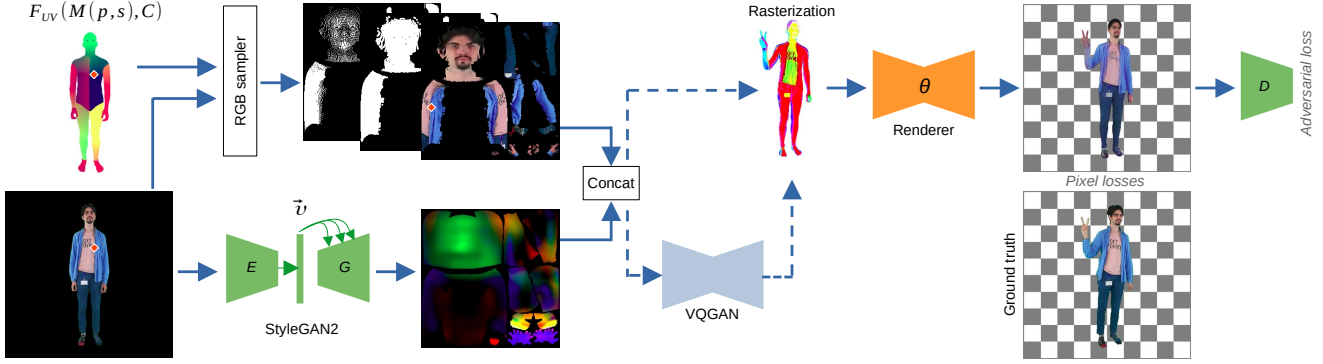 F_UV(M(p,s),C)
RGB sampler
Rasterization
θ
Renderer
D
Adversarial loss
Concat
Pixel losses
E
υ⃗
G
StyleGAN2
VQGAN
Ground truth